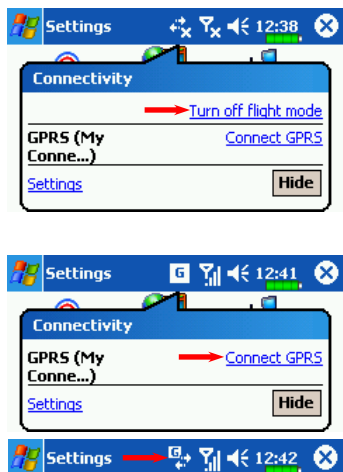 Settings 12:38
Connectivity
Turn off flight mode
GPRS (My Conne...) Connect GPRS
Settings Hide
Settings G 12:41
Connectivity
GPRS (My Conne...) Connect GPRS
Settings Hide
Settings G 12:42